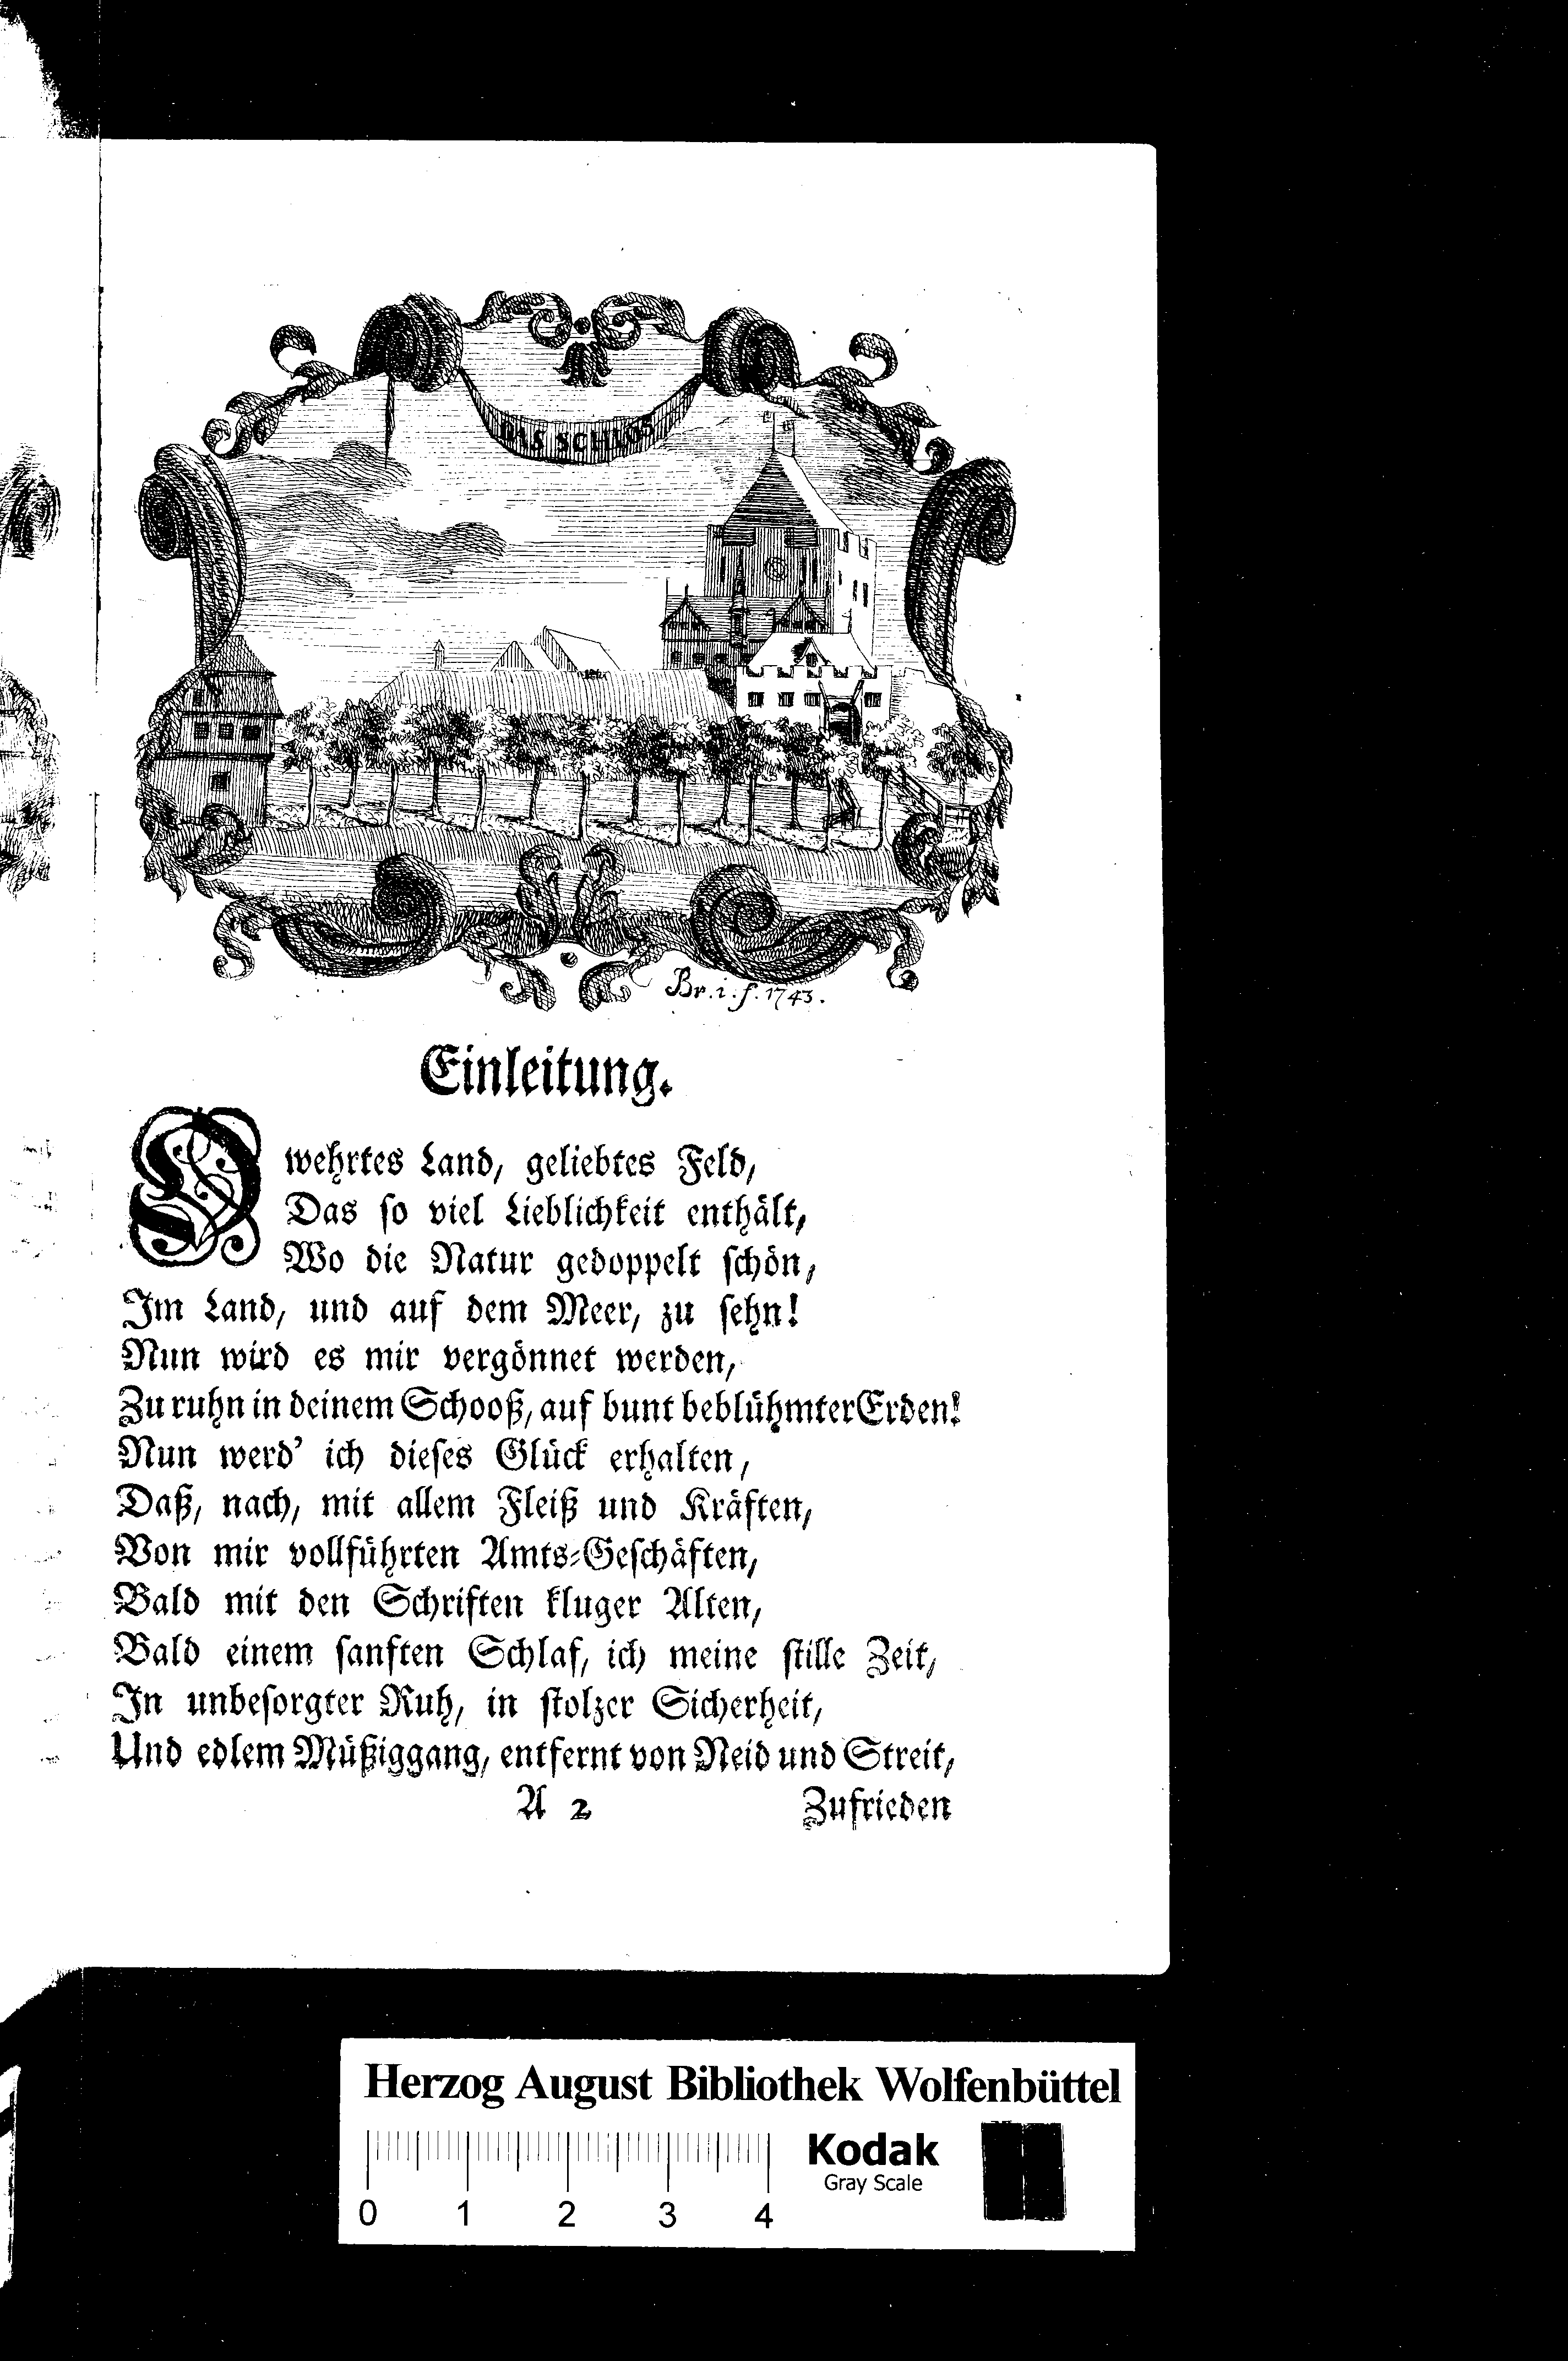 DAS SCHLOS
Br. i. f. 1743.
Einleitung.
O wehrtes Land, geliebtes Feld,
Das ſo viel Lieblichkeit enthält,
Wo die Natur gedoppelt ſchön,
Im Land, und auf dem Meer, zu ſehn!
Nun wird es mir vergönnet werden,
Zu ruhn in deinem Schooß, auf bunt beblühmter Erden!
Nun werd' ich dieſes Glück erhalten,
Daß, nach, mit allem Fleiß und Kräften,
Von mir vollführten Amts-Geſchäften,
Bald mit den Schriften kluger Alten,
Bald einem ſanften Schlaf, ich meine ſtille Zeit,
In unbeſorgter Ruh, in ſtolzer Sicherheit,
Und edlem Müßiggang, entfernt von Neid und Streit,
A 2 Zufrieden
Herzog August Bibliothek Wolfenbüttel
Kodak
Gray Scale
0 1 2 3 4